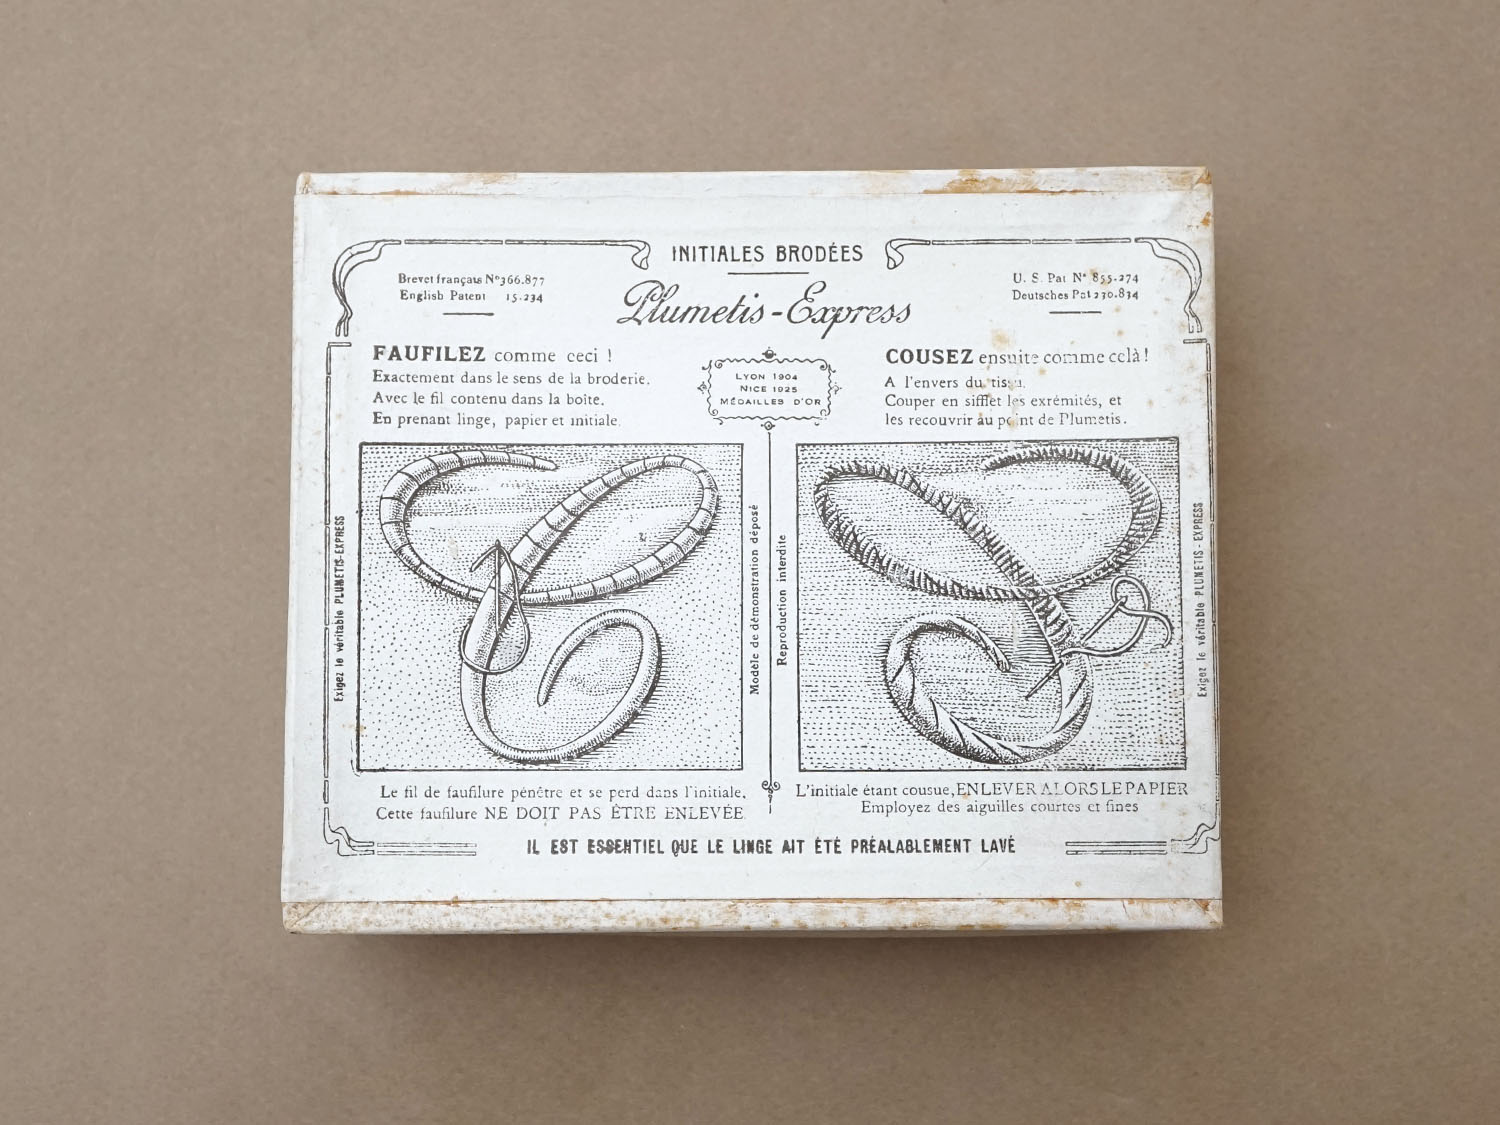 INITIALES BRODÉES
Brevet français N°366.877
English Patent 15.234
Plumetis-Express
U. S. Pat N° 855.274
Deutsches Pat 230.834
FAUFILEZ comme ceci !
Exactement dans le sens de la broderie.
Avec le fil contenu dans la boîte.
En prenant linge, papier et initiale.
LYON 1904
NICE 1925
MÉDAILLES D'OR
COUSEZ ensuite comme celà !
A l'envers du tissu.
Couper en sifflet les exrémités, et
les recouvrir au point de Plumetis.
Exigez le véritable PLUMETIS-EXPRESS
Modèle de démonstration déposé
Reproduction interdite
Exigez le véritable PLUMETIS-EXPRESS
Le fil de faufilure pénètre et se perd dans l'initiale.
Cette faufilure NE DOIT PAS ÊTRE ENLEVÉE
L'initiale étant cousue, ENLEVER ALORS LE PAPIER
Employez des aiguilles courtes et fines
IL EST ESSENTIEL QUE LE LINGE AIT ÉTÉ PRÉALABLEMENT LAVÉ